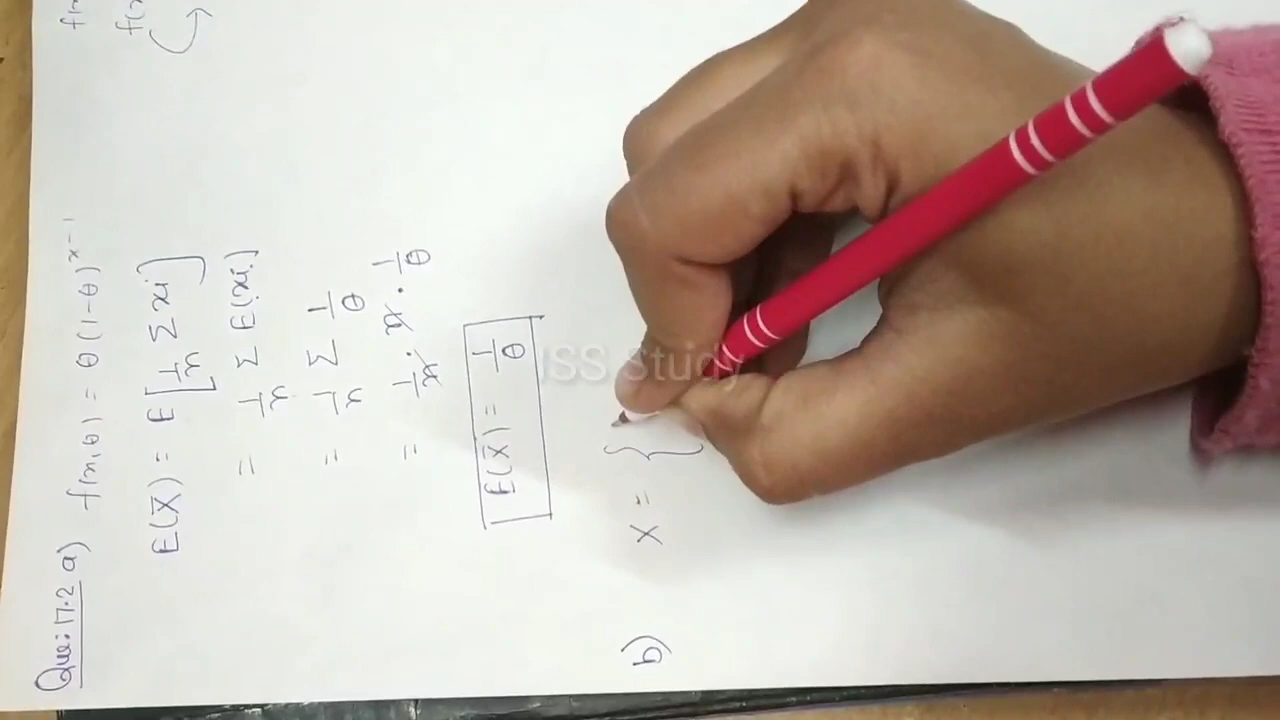 Que: 17.2 a) f(x, θ) = θ(1-θ)^{x-1}
E(X̄) = E[1/n Σ xi]
= 1/n Σ E(xi)
= 1/n Σ 1/θ
= 1/n · n · 1/θ
E(X̄) = 1/θ
b) X = {
ISS Study